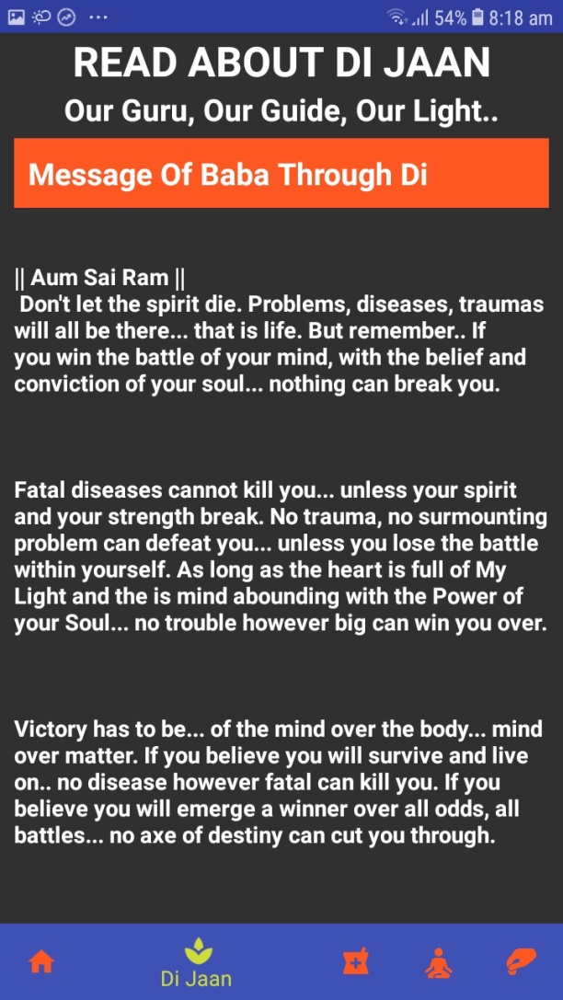 54% 8:18 am
READ ABOUT DI JAAN
Our Guru, Our Guide, Our Light..
Message Of Baba Through Di
|| Aum Sai Ram ||
Don't let the spirit die. Problems, diseases, traumas
will all be there... that is life. But remember.. If
you win the battle of your mind, with the belief and
conviction of your soul... nothing can break you.
Fatal diseases cannot kill you... unless your spirit
and your strength break. No trauma, no surmounting
problem can defeat you... unless you lose the battle
within yourself. As long as the heart is full of My
Light and the is mind abounding with the Power of
your Soul... no trouble however big can win you over.
Victory has to be... of the mind over the body... mind
over matter. If you believe you will survive and live
on.. no disease however fatal can kill you. If you
believe you will emerge a winner over all odds, all
battles... no axe of destiny can cut you through.
Di Jaan